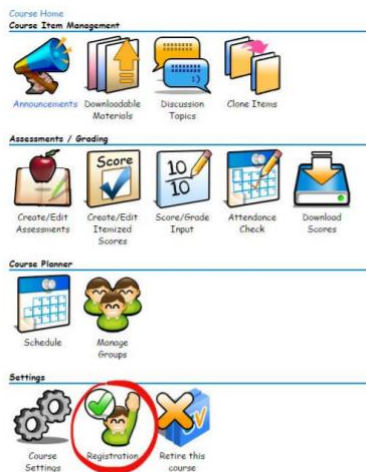 Course Home
Course Item Management
Announcements
Downloadable
Materials
Discussion
Topics
Clone Items
Assessments / Grading
Score
10
10
Create/Edit
Assessments
Create/Edit
Itemized
Scores
Score/Grade
Input
Attendance
Check
Download
Scores
Course Planner
Schedule
Manage
Groups
Settings
Course
Settings
Registration
Retire this
course